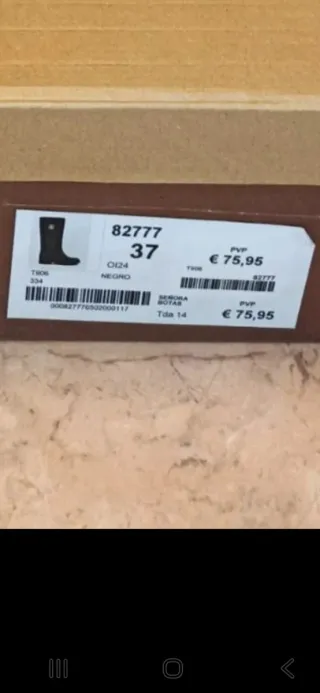 82777
37
OI24
NEGRO
T806
334
SEÑORA
BOTAS
Tda 14
PVP
€ 75,95
T806
82777
PVP
€ 75,95